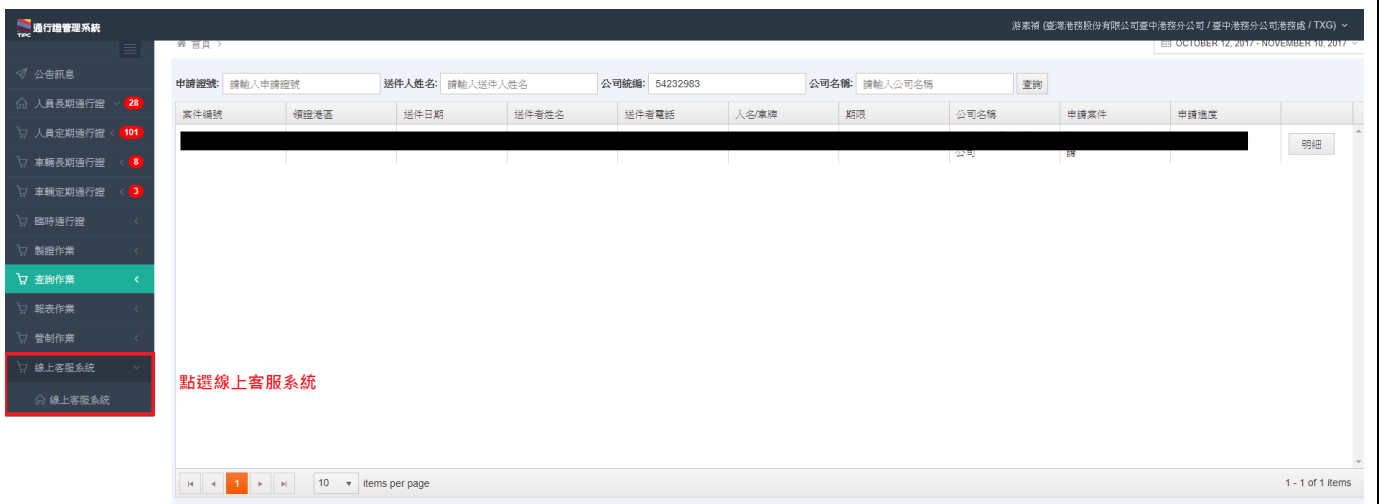 通行證管理系統
TIPC
游素禎 (臺灣港務股份有限公司臺中港務分公司 / 臺中港務分公司港務處 / TXG)
首頁
OCTOBER 12, 2017 - NOVEMBER 10, 2017
公告訊息
人員長期通行證 28
人員定期通行證 101
車輛長期通行證 8
車輛定期通行證 3
臨時通行證
製證作業
查詢作業
報表作業
管制作業
線上客服系統
線上客服系統
申請證號: 請輸入申請證號 送件人姓名: 請輸入送件人姓名 公司統編: 54232983 公司名稱: 請輸入公司名稱 查詢
案件編號 領證港區 送件日期 送件者姓名 送件者電話 人名/車牌 期限 公司名稱 申請案件 申請進度
公司 請 明細
點選線上客服系統
1 10 items per page 1 - 1 of 1 items